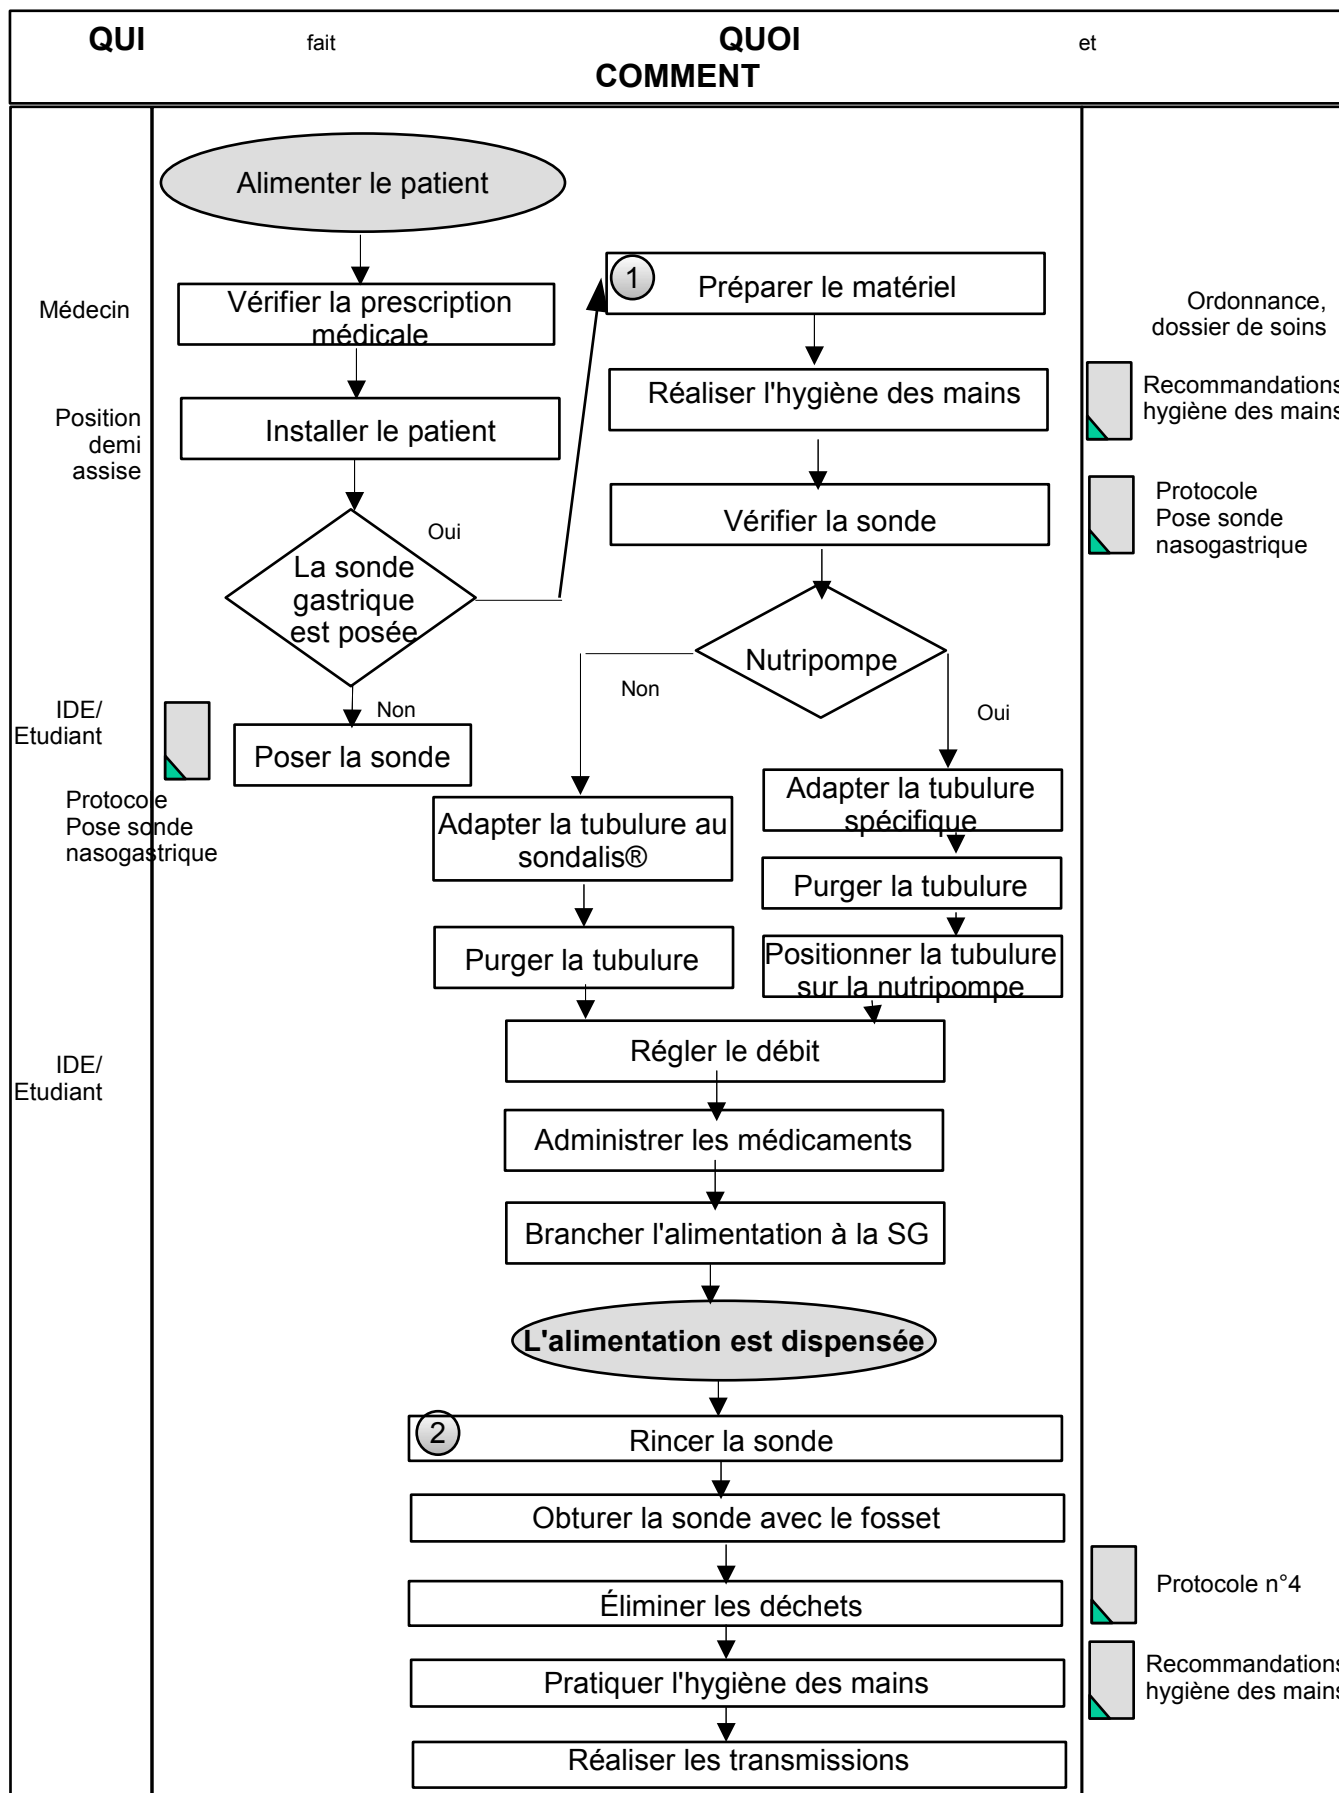 QUI fait QUOI et
COMMENT
Alimenter le patient
Médecin
Vérifier la prescription
médicale
Position
demi
assise
Installer le patient
Oui
La sonde
gastrique
est posée
Non
IDE/
Etudiant
Poser la sonde
Protocole
Pose sonde
nasogastrique
1
Préparer le matériel
Ordonnance,
dossier de soins
Réaliser l'hygiène des mains
Recommandations
hygiène des mains
Vérifier la sonde
Protocole
Pose sonde
nasogastrique
Nutripompe
Non
Oui
Adapter la tubulure au
sondalis®
Purger la tubulure
Adapter la tubulure
spécifique
Purger la tubulure
Positionner la tubulure
sur la nutripompe
IDE/
Etudiant
Régler le débit
Administrer les médicaments
Brancher l'alimentation à la SG
L'alimentation est dispensée
2
Rincer la sonde
Obturer la sonde avec le fosset
Éliminer les déchets
Protocole n°4
Pratiquer l'hygiène des mains
Recommandations
hygiène des mains
Réaliser les transmissions